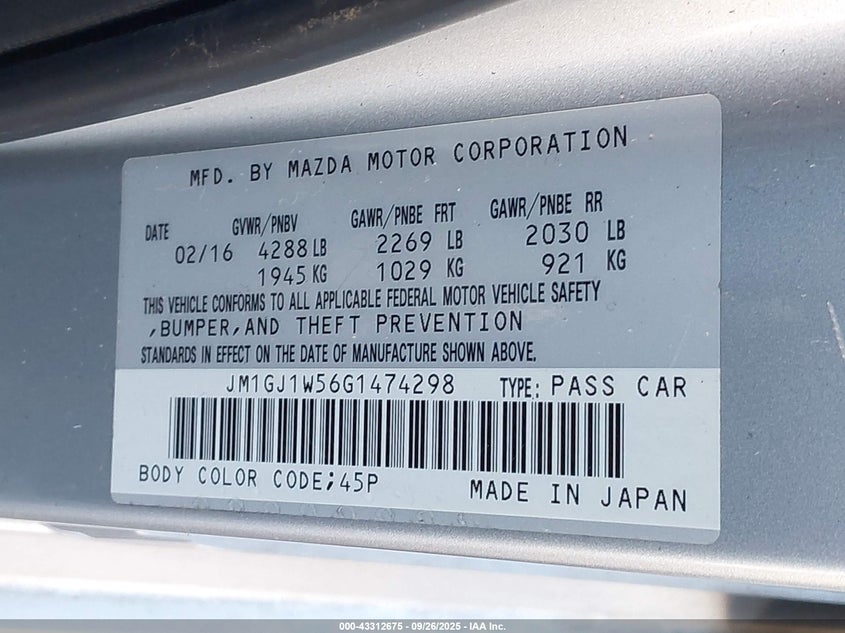 MFD. BY MAZDA MOTOR CORPORATION
DATE GVWR/PNBV GAWR/PNBE FRT GAWR/PNBE RR
02/16 4288 LB 2269 LB 2030 LB
1945 KG 1029 KG 921 KG
THIS VEHICLE CONFORMS TO ALL APPLICABLE FEDERAL MOTOR VEHICLE SAFETY
,BUMPER,AND THEFT PREVENTION
STANDARDS IN EFFECT ON THE DATE OF MANUFACTURE SHOWN ABOVE.
JM1GJ1W56G1474298 TYPE: PASS CAR
BODY COLOR CODE;45P
MADE IN JAPAN
000-43312675 - 09/26/2025 - IAA Inc.